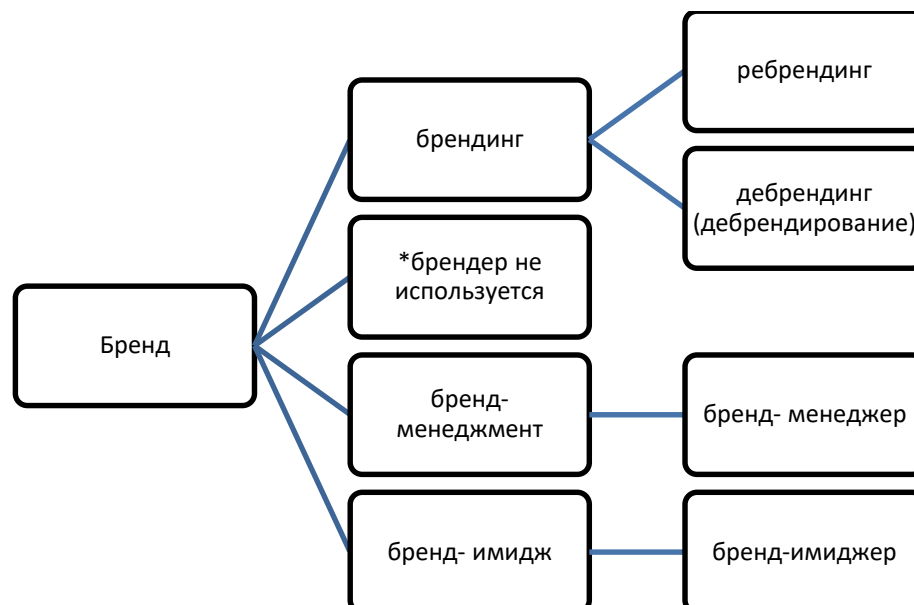 Бренд
брендинг
ребрендинг
дебрендинг
(дебрендирование)
*брендер не
используется
бренд-
менеджмент
бренд- менеджер
бренд- имидж
бренд-имиджер